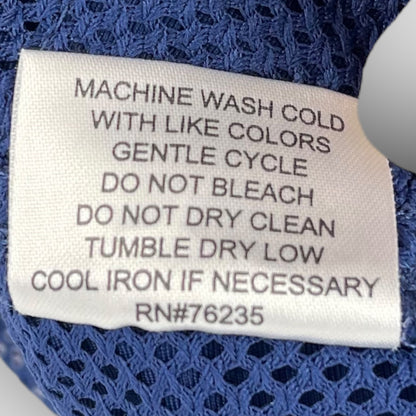 MACHINE WASH COLD
WITH LIKE COLORS
GENTLE CYCLE
DO NOT BLEACH
DO NOT DRY CLEAN
TUMBLE DRY LOW
COOL IRON IF NECESSARY
RN#76235